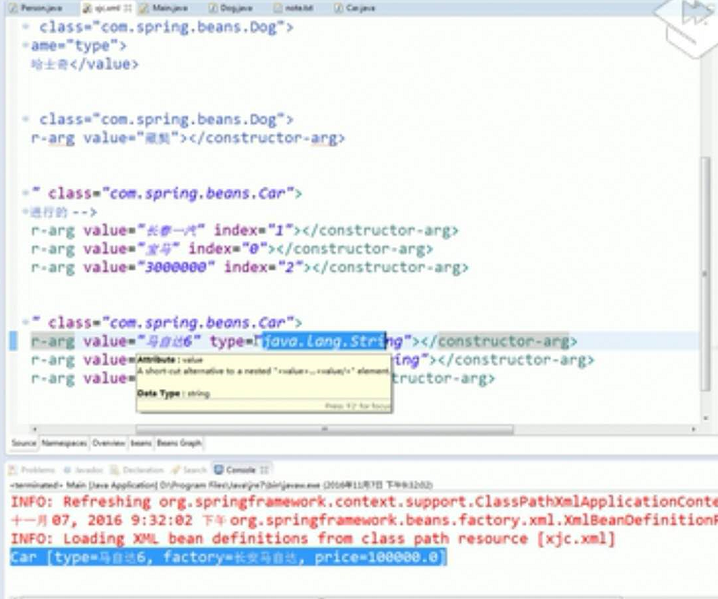 Person.java xjc.xml Main.java Dog.java note.txt Car.java
class="com.spring.beans.Dog">
ame="type">
哈士奇</value>
class="com.spring.beans.Dog">
r-arg value="藏獒"></constructor-arg>
" class="com.spring.beans.Car">
进行的 -->
r-arg value="长春一汽" index="1"></constructor-arg>
r-arg value="宝马" index="0"></constructor-arg>
r-arg value="3000000" index="2"></constructor-arg>
" class="com.spring.beans.Car">
r-arg value="马自达6" type="java.lang.String"></constructor-arg>
r-arg value= ing"></constructor-arg>
r-arg value= tructor-arg>
Attribute : value
A short-cut alternative to a nested "<value>...</value>" element.
Data Type : string
Press 'F2' for focus
Source Namespaces Overview beans Beans Graph
Problems Javadoc Declaration Search Console
<terminated> Main [Java Application] D:\Program Files\Java\jre7\bin\javaw.exe (2016年11月7日 下午9:32:02)
INFO: Refreshing org.springframework.context.support.ClassPathXmlApplicationConte
十一月 07, 2016 9:32:02 下午 org.springframework.beans.factory.xml.XmlBeanDefinitionR
INFO: Loading XML bean definitions from class path resource [xjc.xml]
Car [type=马自达6, factory=长安马自达, price=100000.0]